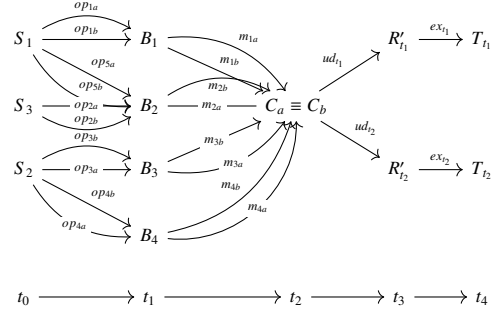 op1a
S1 op1b B1 m1a R′t1 ext1 Tt1
m1b udt1
op5a
op5b m2b
S3 op2a B2 m2a Ca ≡ Cb
op2b
op3b m3b udt2
S2 op3a B3 m3a R′t2 ext2 Tt2
op4b m4b
op4a m4a
B4
t0 t1 t2 t3 t4